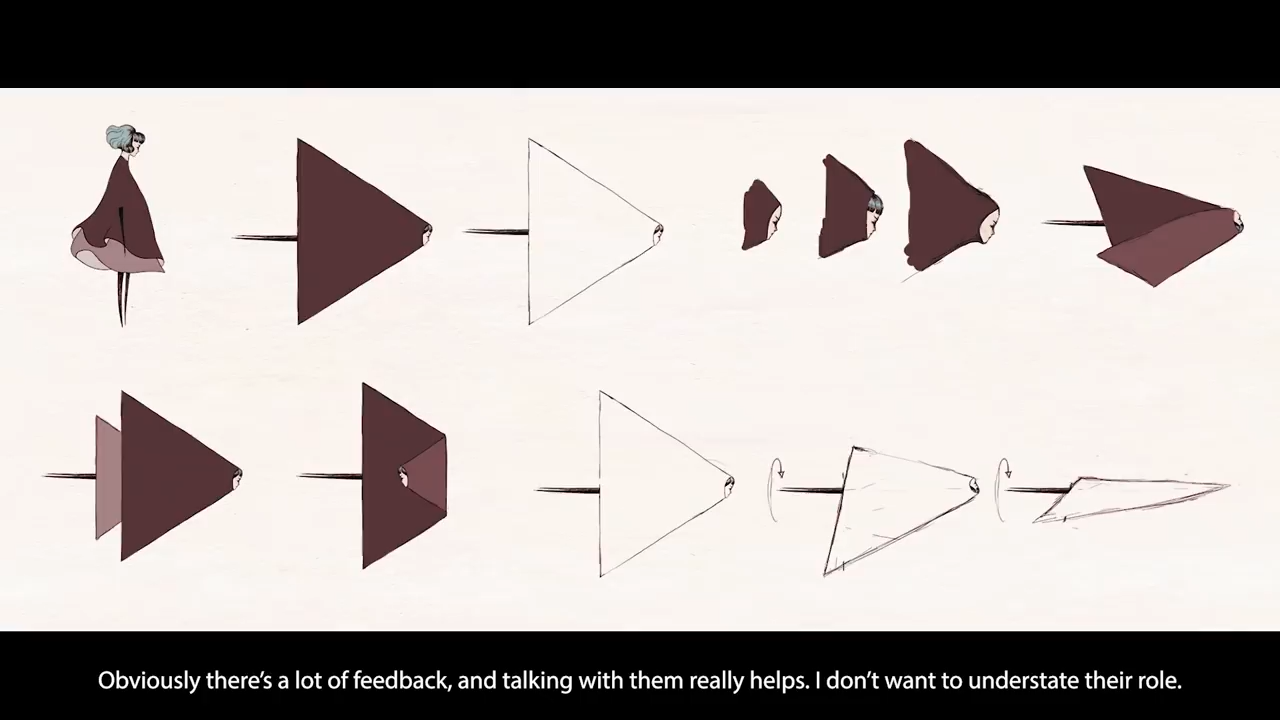 Obviously there’s a lot of feedback, and talking with them really helps. I don’t want to understate their role.